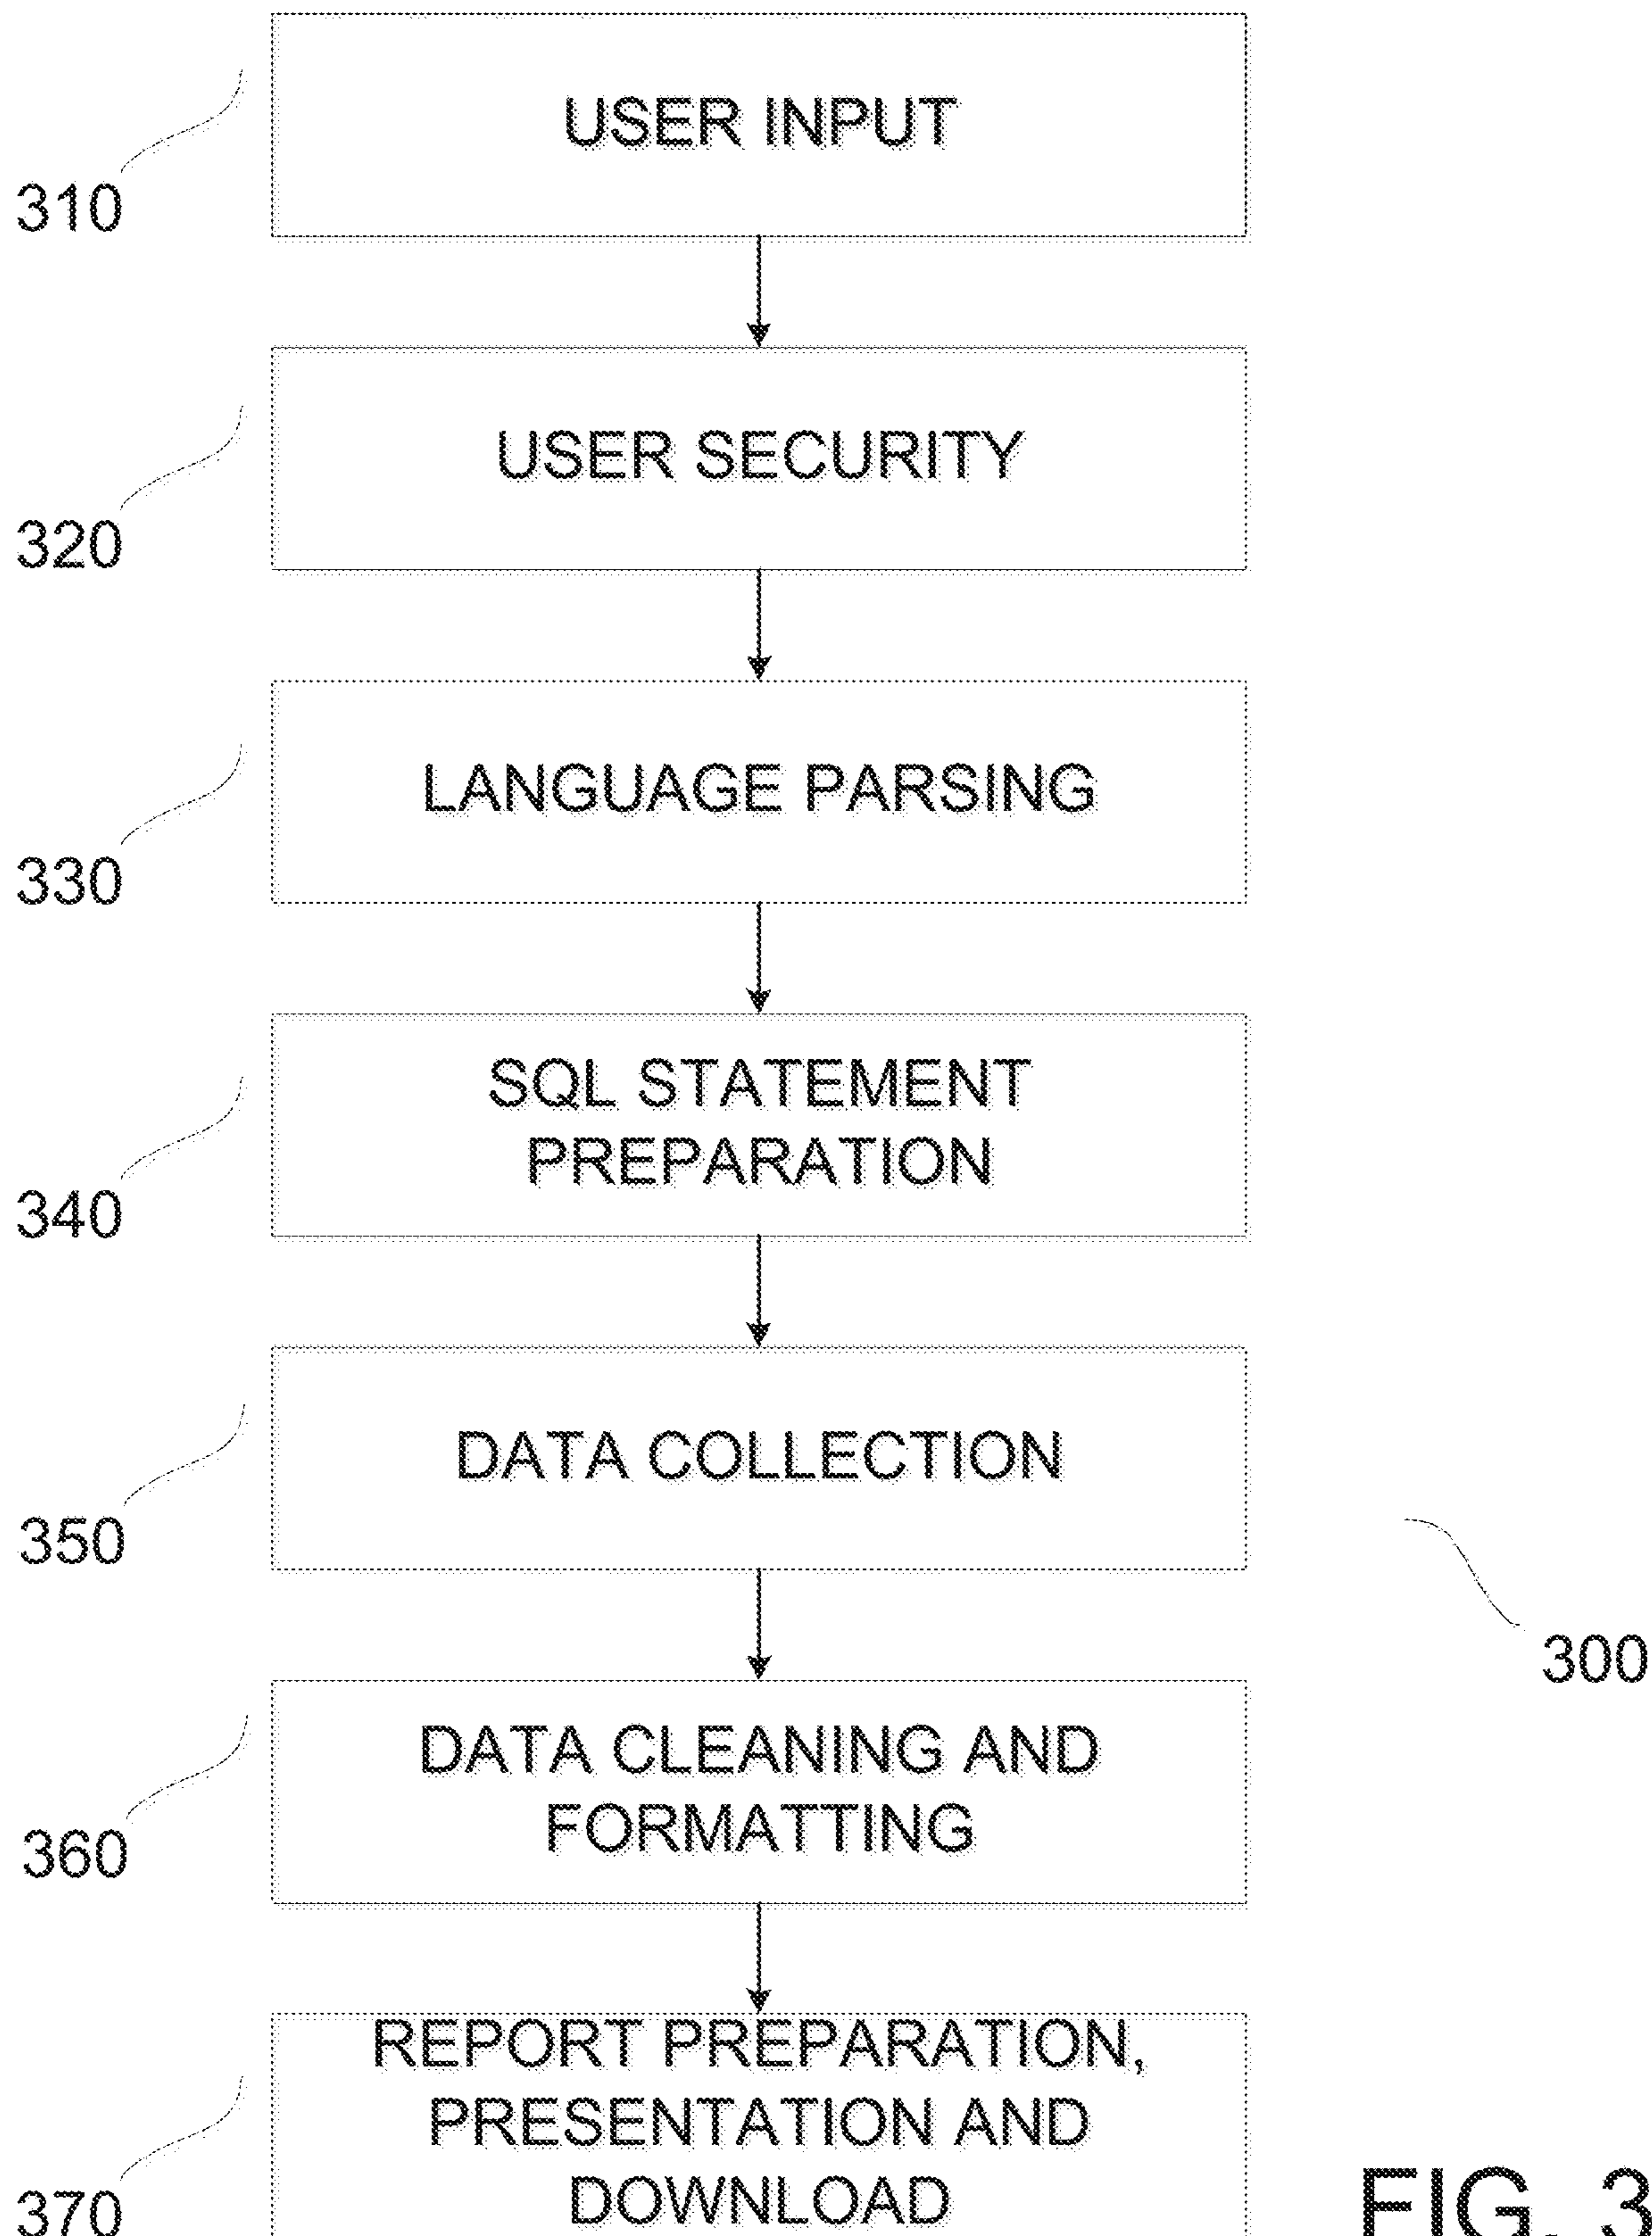 USER INPUT
310
USER SECURITY
320
LANGUAGE PARSING
330
SQL STATEMENT
PREPARATION
340
DATA COLLECTION
350
300
DATA CLEANING AND
FORMATTING
360
REPORT PREPARATION,
PRESENTATION AND
DOWNLOAD
370
FIG. 3